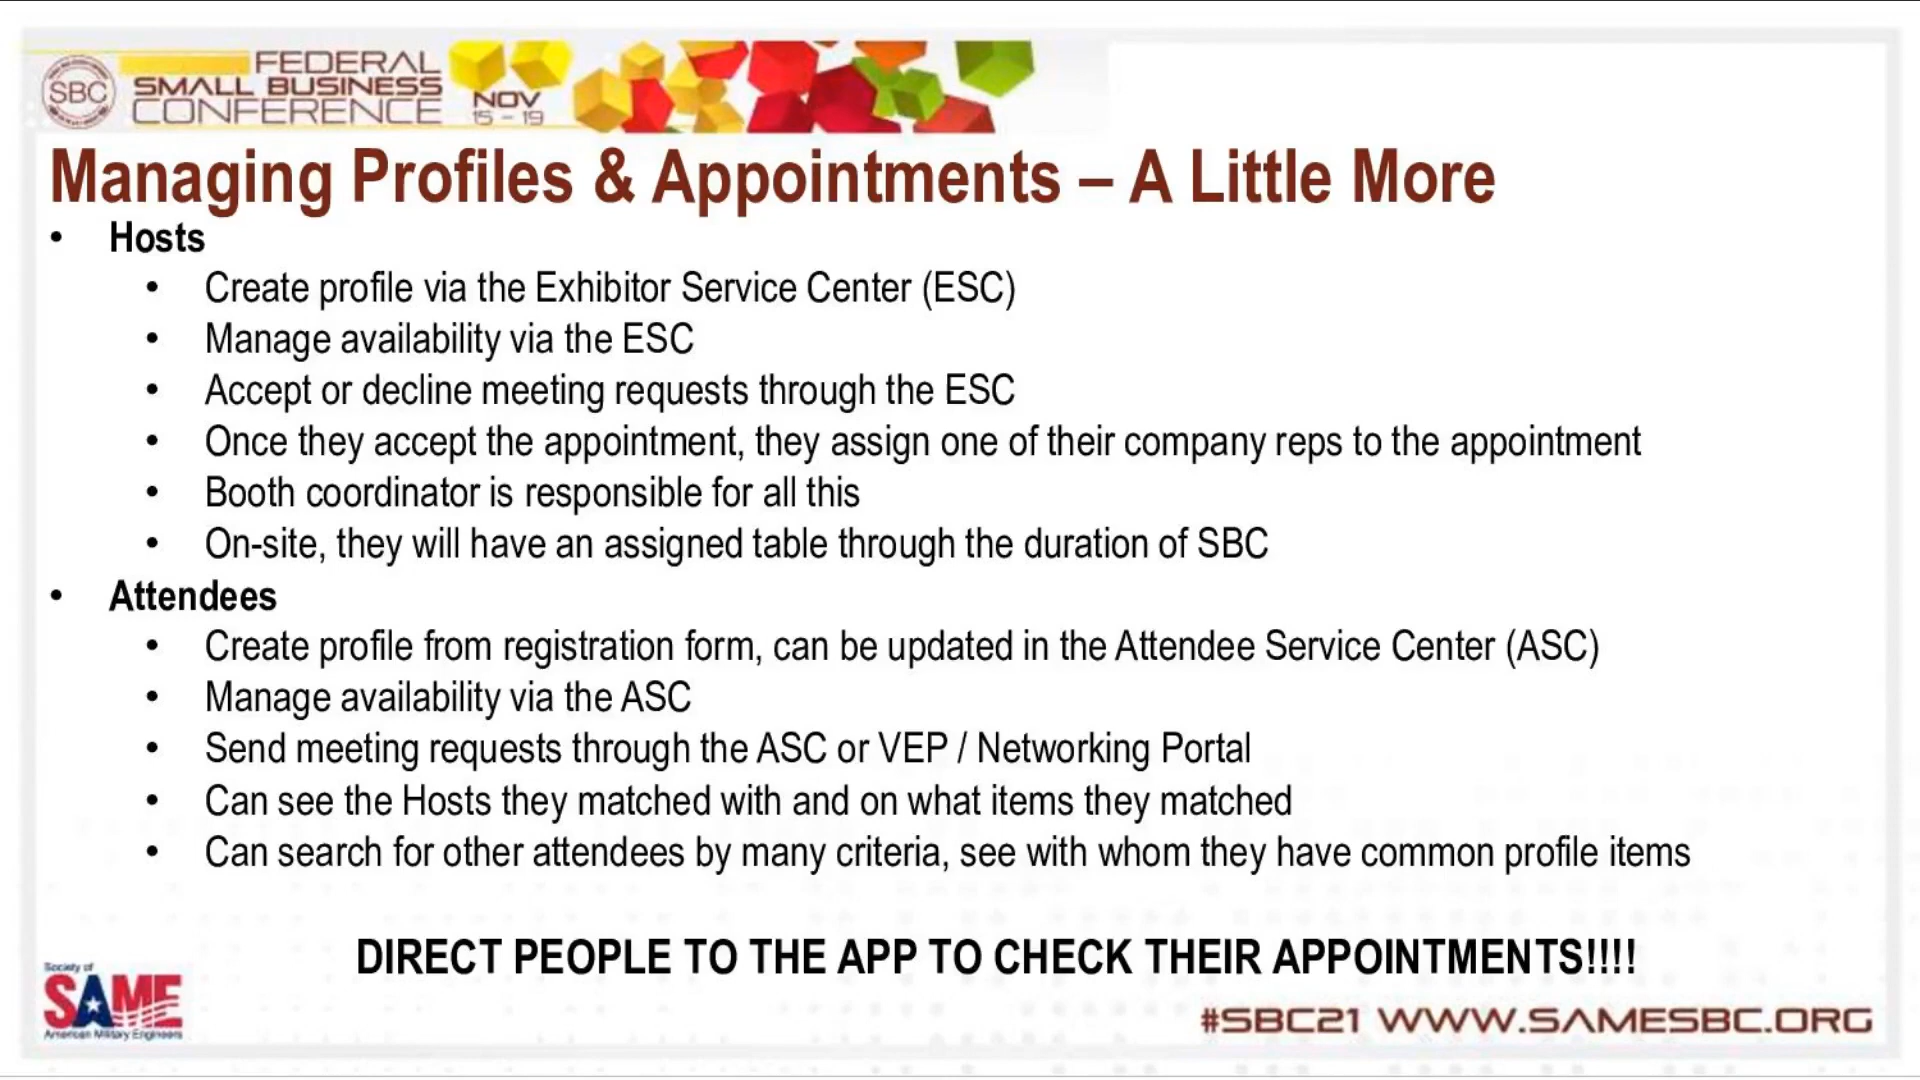 SBC
FEDERAL
SMALL BUSINESS
CONFERENCE
NOV
15 – 19
Managing Profiles & Appointments – A Little More
• Hosts
• Create profile via the Exhibitor Service Center (ESC)
• Manage availability via the ESC
• Accept or decline meeting requests through the ESC
• Once they accept the appointment, they assign one of their company reps to the appointment
• Booth coordinator is responsible for all this
• On-site, they will have an assigned table through the duration of SBC
• Attendees
• Create profile from registration form, can be updated in the Attendee Service Center (ASC)
• Manage availability via the ASC
• Send meeting requests through the ASC or VEP / Networking Portal
• Can see the Hosts they matched with and on what items they matched
• Can search for other attendees by many criteria, see with whom they have common profile items
DIRECT PEOPLE TO THE APP TO CHECK THEIR APPOINTMENTS!!!!
Society of
SAME
American Military Engineers
#SBC21 WWW.SAMESBC.ORG